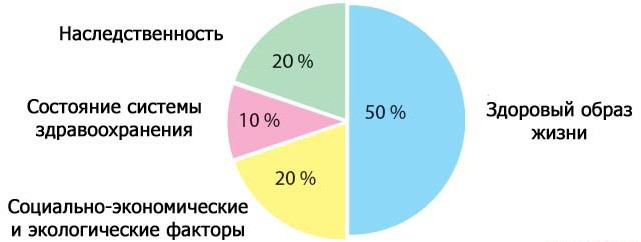 Наследственность
20 %
Состояние системы
здравоохранения
10 %
50 %
Здоровый образ
жизни
20 %
Социально-экономические
и экологические факторы